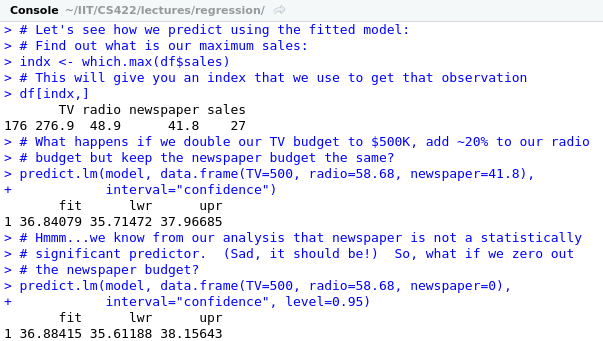 Console ~/IIT/CS422/lectures/regression/
> # Let's see how we predict using the fitted model:
> # Find out what is our maximum sales:
> indx <- which.max(df$sales)
> # This will give you an index that we use to get that observation
> df[indx,]
       TV radio newspaper sales
176 276.9  48.9      41.8    27
> # What happens if we double our TV budget to $500K, add ~20% to our radio
> # budget but keep the newspaper budget the same?
> predict.lm(model, data.frame(TV=500, radio=58.68, newspaper=41.8),
+            interval="confidence")
       fit      lwr      upr
1 36.84079 35.71472 37.96685
> # Hmmm...we know from our analysis that newspaper is not a statistically
> # significant predictor.  (Sad, it should be!)  So, what if we zero out
> # the newspaper budget?
> predict.lm(model, data.frame(TV=500, radio=58.68, newspaper=0),
+            interval="confidence", level=0.95)
       fit      lwr      upr
1 36.88415 35.61188 38.15643